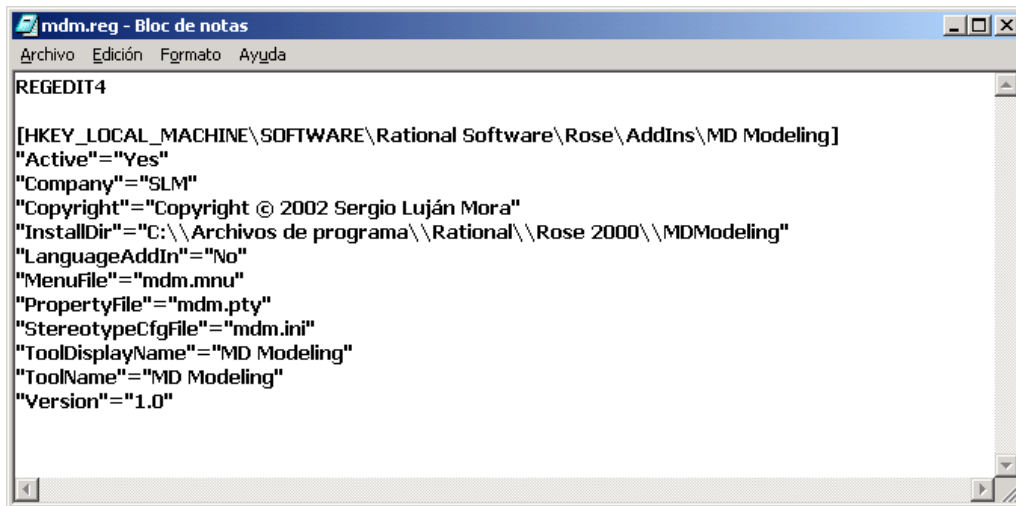 mdm.reg - Bloc de notas
Archivo Edición Formato Ayuda
REGEDIT4
[HKEY_LOCAL_MACHINE\SOFTWARE\Rational Software\Rose\AddIns\MD Modeling]
"Active"="Yes"
"Company"="SLM"
"Copyright"="Copyright © 2002 Sergio Luján Mora"
"InstallDir"="C:\\Archivos de programa\\Rational\\Rose 2000\\MDModeling"
"LanguageAddIn"="No"
"MenuFile"="mdm.mnu"
"PropertyFile"="mdm.pty"
"StereotypeCfgFile"="mdm.ini"
"ToolDisplayName"="MD Modeling"
"ToolName"="MD Modeling"
"Version"="1.0"